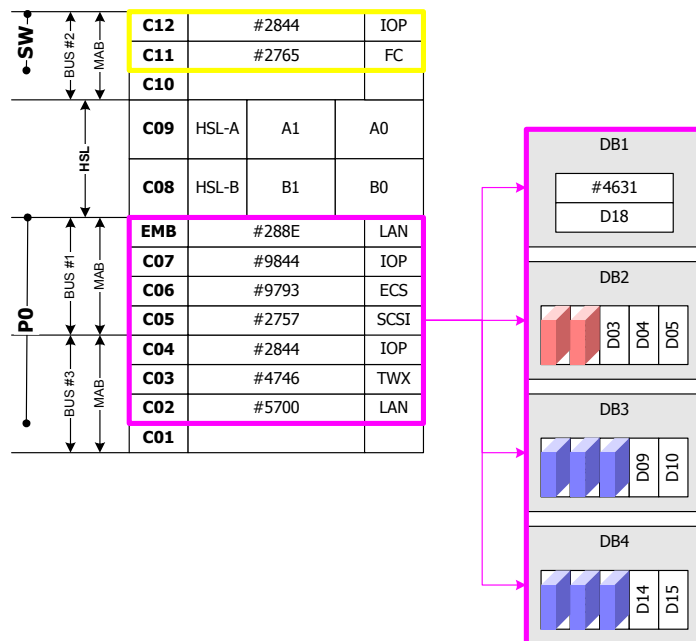 SW
BUS #2
MAB
C12 #2844 IOP
C11 #2765 FC
C10
HSL
C09 HSL-A A1 A0
C08 HSL-B B1 B0
P0
BUS #1
MAB
EMB #288E LAN
C07 #9844 IOP
C06 #9793 ECS
C05 #2757 SCSI
BUS #3
MAB
C04 #2844 IOP
C03 #4746 TWX
C02 #5700 LAN
C01
DB1
#4631
D18
DB2
D03 D04 D05
DB3
D09 D10
DB4
D14 D15